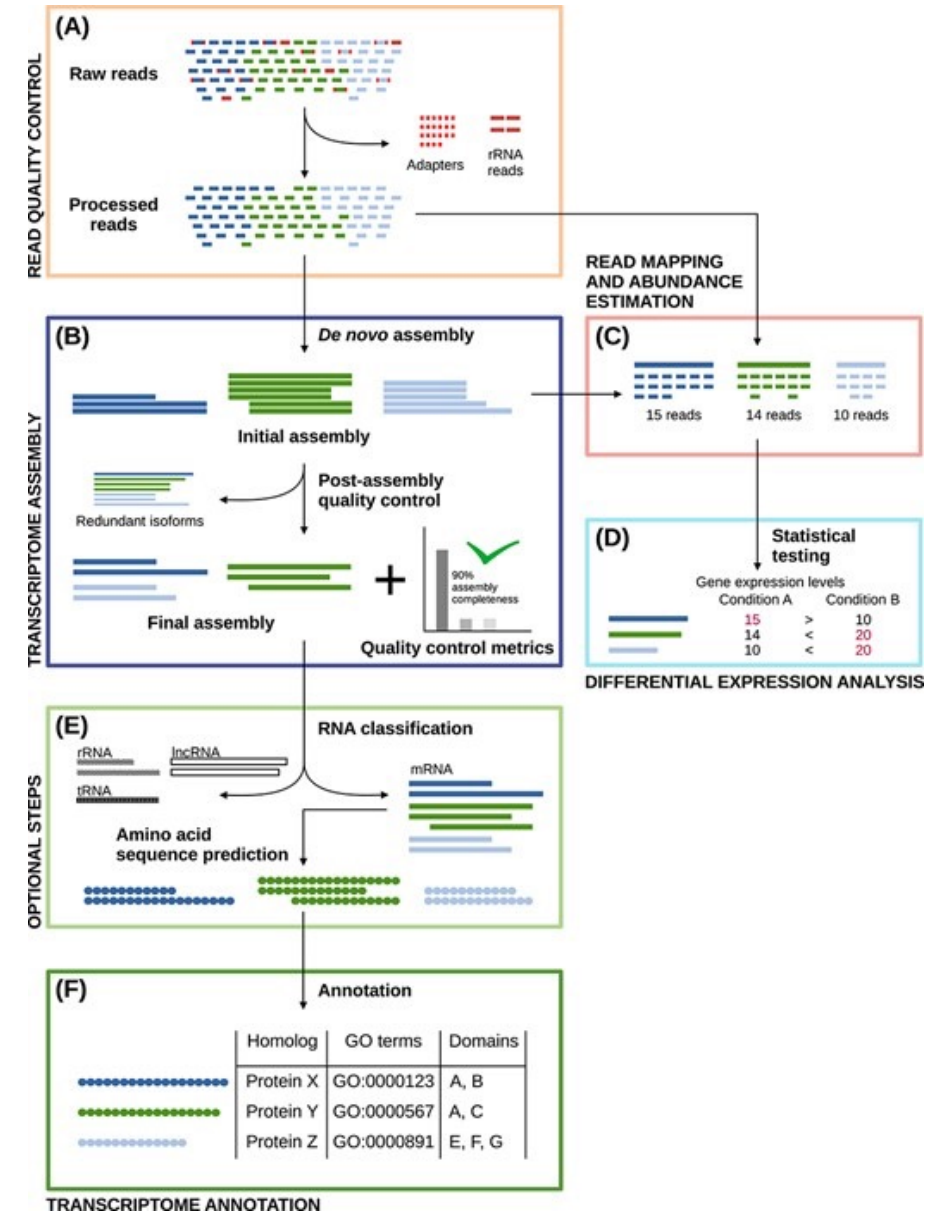 READ QUALITY CONTROL
(A)
Raw reads
Adapters
rRNA
reads
Processed
reads
READ MAPPING
AND ABUNDANCE
ESTIMATION
TRANSCRIPTOME ASSEMBLY
(B)
De novo assembly
Initial assembly
Post-assembly
quality control
Redundant isoforms
90%
assembly
completeness
Final assembly
Quality control metrics
(C)
15 reads 14 reads 10 reads
(D)
Statistical
testing
Gene expression levels
Condition A Condition B
15 > 10
14 < 20
10 < 20
DIFFERENTIAL EXPRESSION ANALYSIS
OPTIONAL STEPS
(E)
RNA classification
rRNA lncRNA
tRNA
mRNA
Amino acid
sequence prediction
(F)
Annotation
Homolog GO terms Domains
Protein X GO:0000123 A, B
Protein Y GO:0000567 A, C
Protein Z GO:0000891 E, F, G
TRANSCRIPTOME ANNOTATION